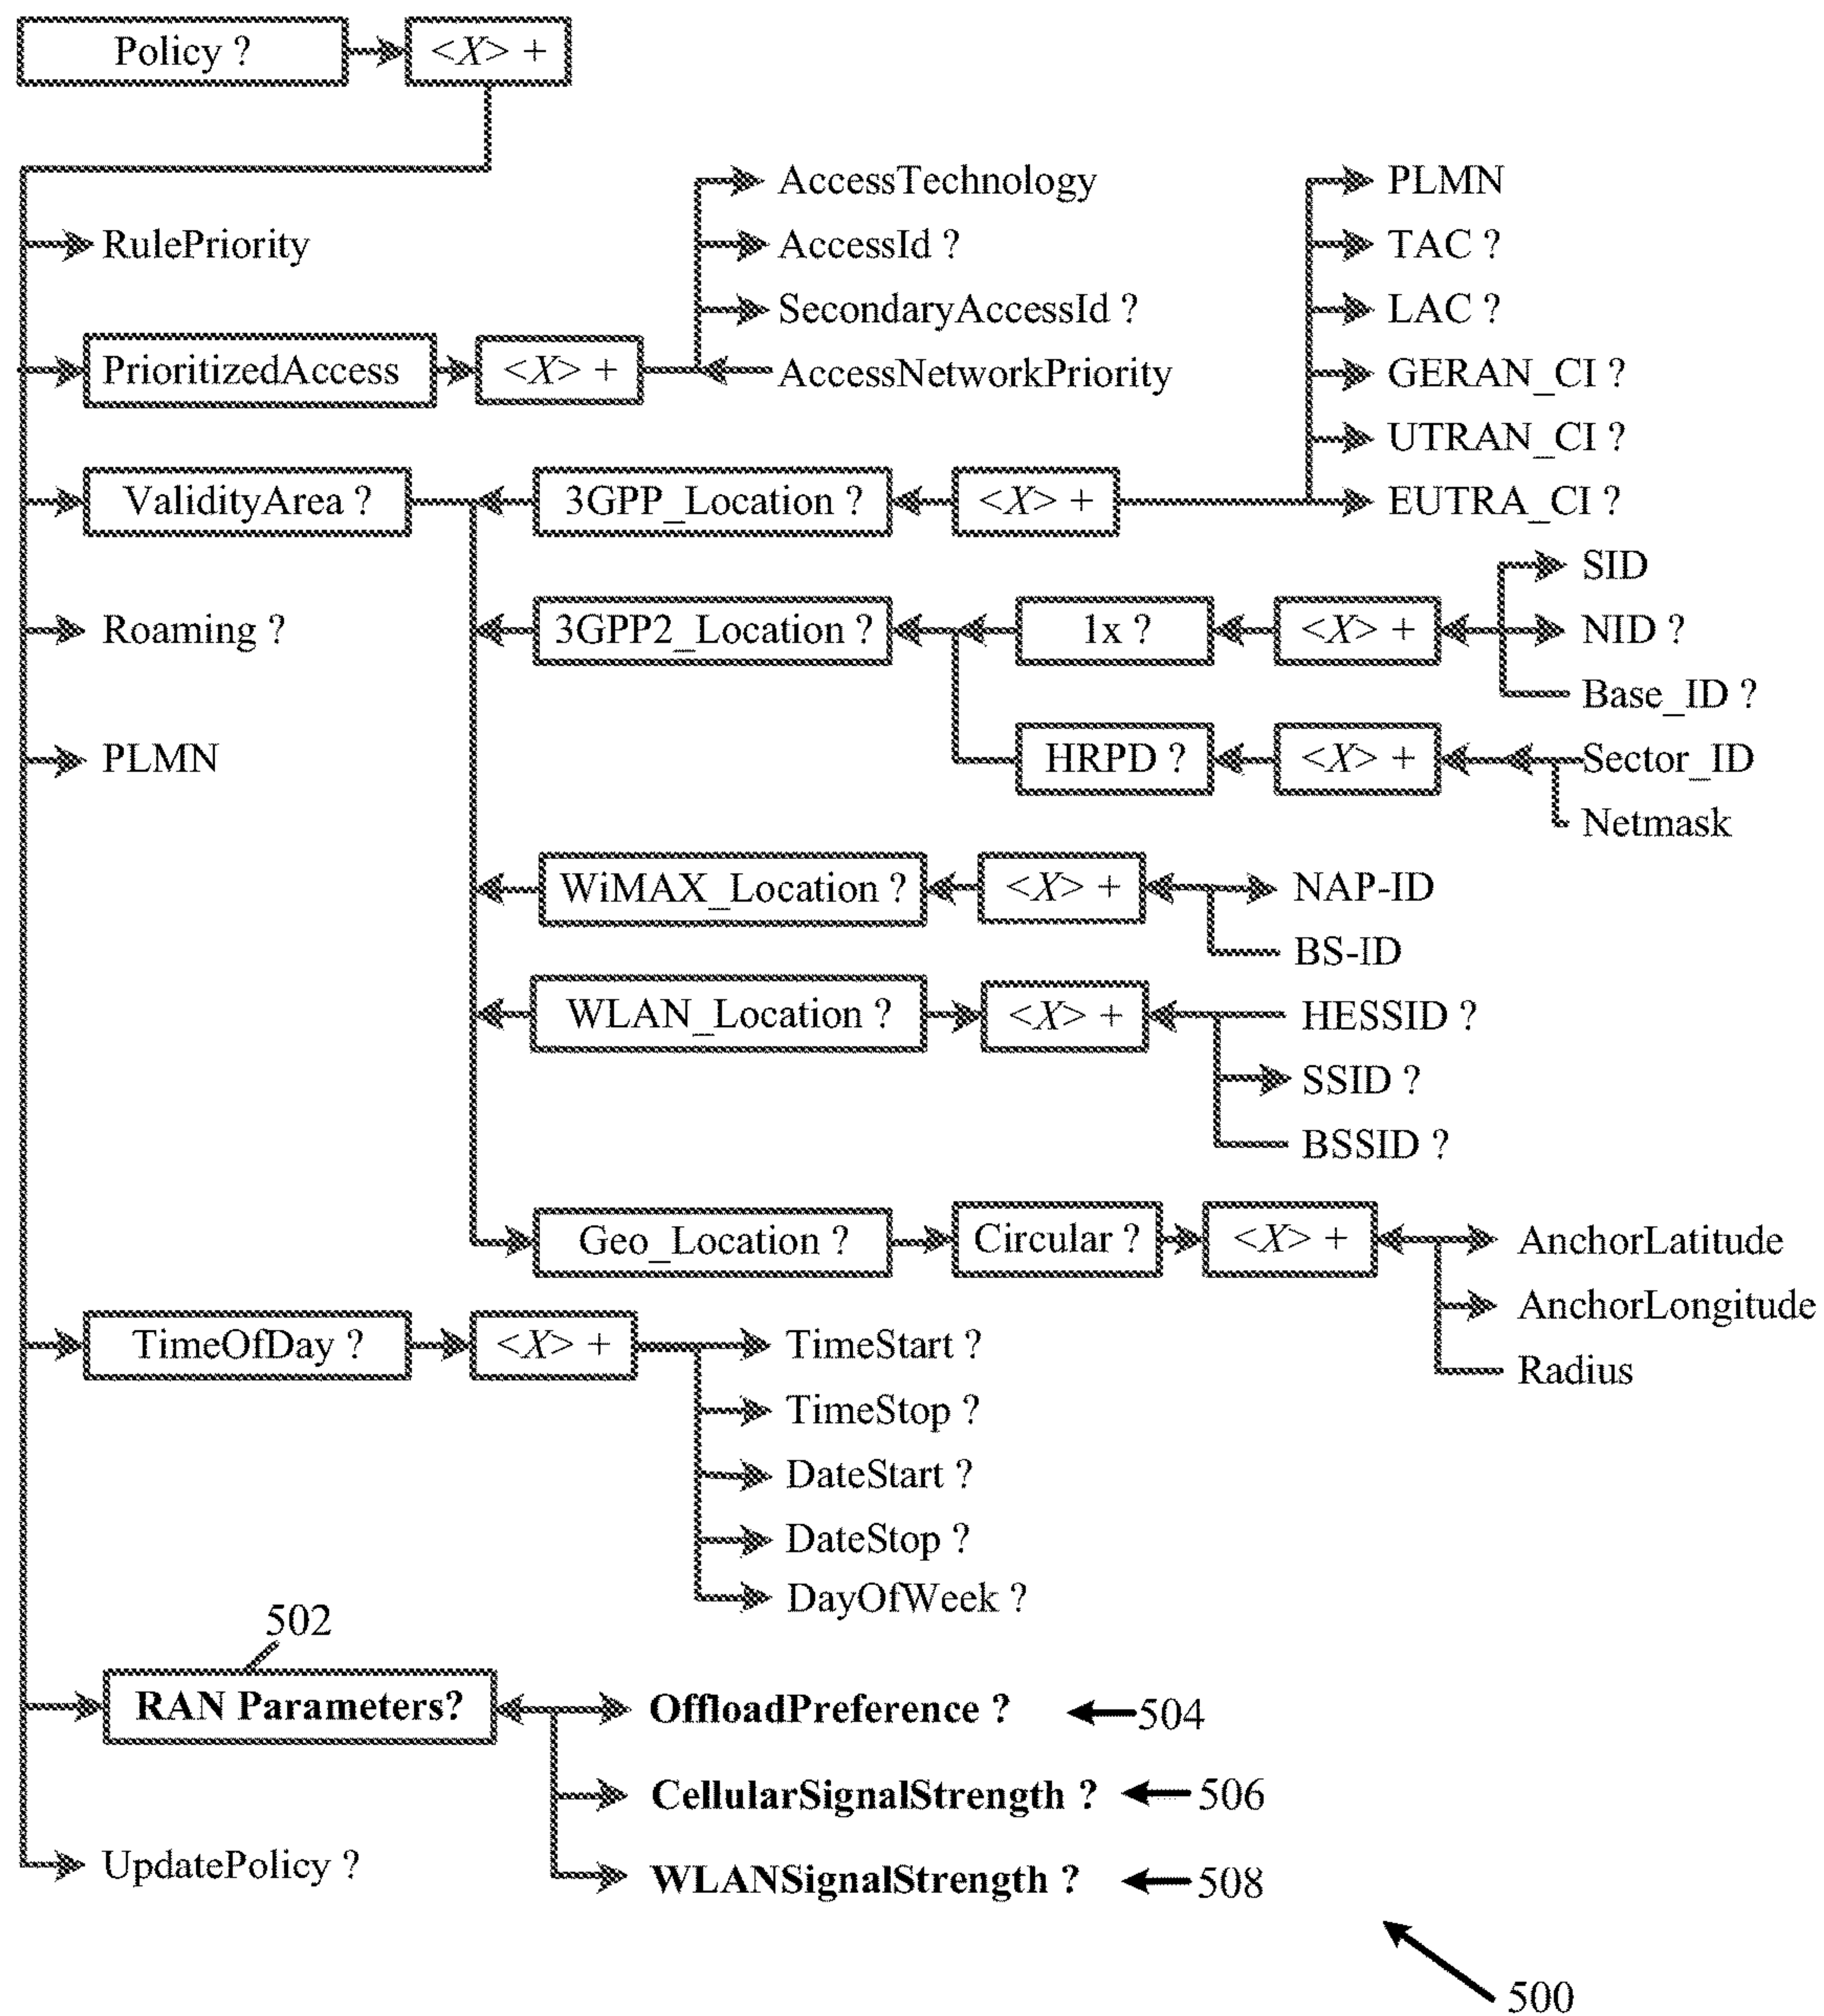 Policy ? <X> +
AccessTechnology PLMN
RulePriority AccessId ? TAC ?
SecondaryAccessId ? LAC ?
PrioritizedAccess <X> + AccessNetworkPriority GERAN_CI ?
UTRAN_CI ?
ValidityArea ? 3GPP_Location ? <X> + EUTRA_CI ?
SID
Roaming ? 3GPP2_Location ? 1x ? <X> + NID ?
Base_ID ?
PLMN HRPD ? <X> + Sector_ID
Netmask
WiMAX_Location ? <X> + NAP-ID
BS-ID
WLAN_Location ? <X> + HESSID ?
SSID ?
BSSID ?
Geo_Location ? Circular ? <X> + AnchorLatitude
AnchorLongitude
TimeOfDay ? <X> + TimeStart ? Radius
TimeStop ?
DateStart ?
DateStop ?
DayOfWeek ?
502
RAN Parameters? OffloadPreference ? 504
CellularSignalStrength ? 506
UpdatePolicy ? WLANSignalStrength ? 508
500